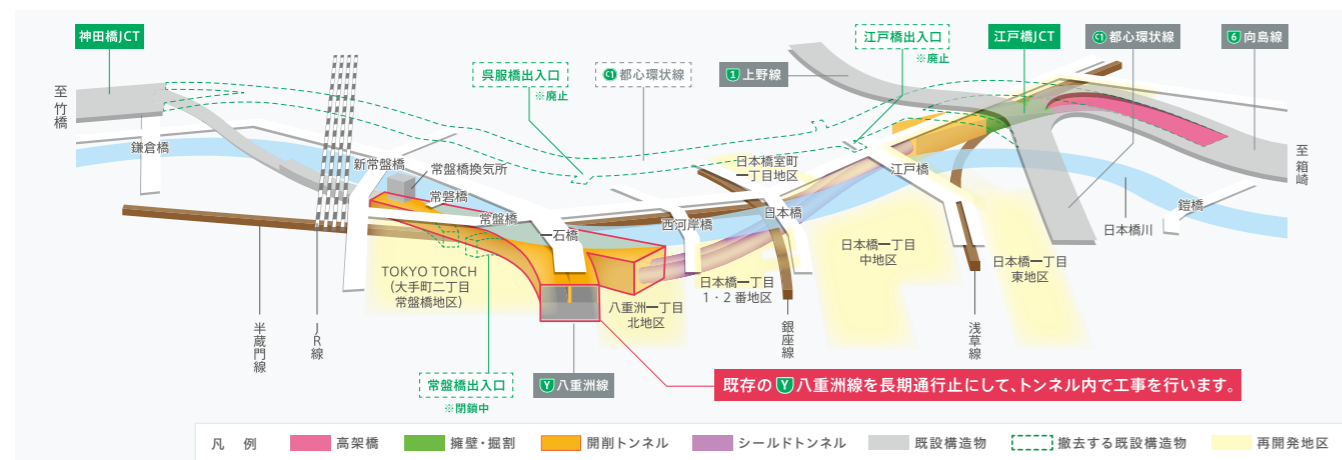 神田橋JCT
江戸橋出入口
※廃止
江戸橋JCT
C1都心環状線
6向島線
呉服橋出入口
※廃止
C1都心環状線
1上野線
至竹橋
至箱崎
鎌倉橋
新常盤橋
常盤橋換気所
常磐橋
常盤橋
一石橋
西河岸橋
日本橋室町
一丁目地区
日本橋
江戸橋
鎧橋
日本橋川
TOKYO TORCH
(大手町二丁目
常盤橋地区)
八重洲一丁目
北地区
日本橋一丁目
1・2番地区
日本橋一丁目
中地区
日本橋一丁目
東地区
半蔵門線
JR線
銀座線
浅草線
常盤橋出入口
※閉鎖中
Y八重洲線
既存のY八重洲線を長期通行止にして、トンネル内で工事を行います。
凡 例
高架橋
擁壁・掘割
開削トンネル
シールドトンネル
既設構造物
撤去する既設構造物
再開発地区